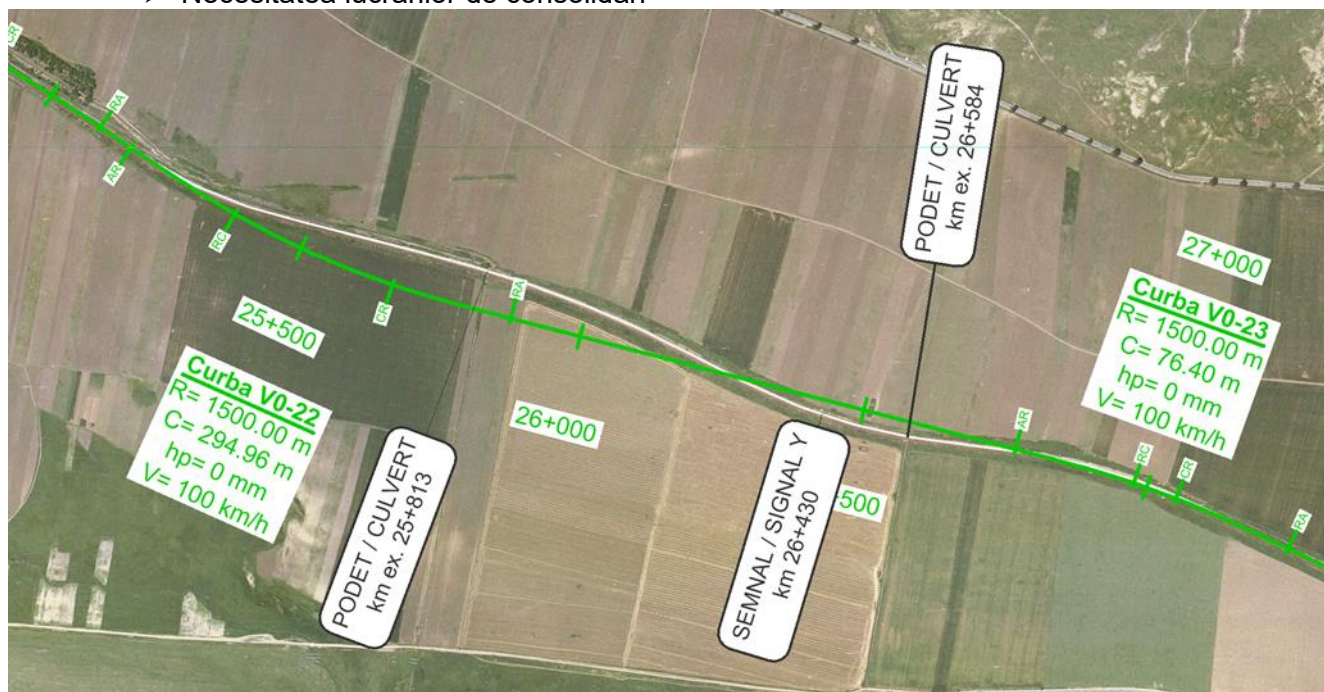 Necesitatea lucrărilor de consolidări
CR
RA
AR
RC
CR
RA
25+500
Curba V0-22
R= 1500.00 m
C= 294.96 m
hp= 0 mm
V= 100 km/h
PODET / CULVERT
km ex. 25+813
26+000
SEMNAL / SIGNAL Y
km 26+430
500
PODET / CULVERT
km ex. 26+584
AR
RC
CR
RA
27+000
Curba V0-23
R= 1500.00 m
C= 76.40 m
hp= 0 mm
V= 100 km/h